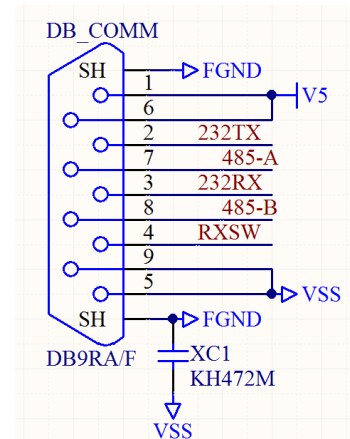 DB_COMM
SH
FGND
1
V5
6
2
232TX
7
485-A
3
232RX
8
485-B
4
RXSW
9
5
VSS
SH
FGND
DB9RA/F
XC1
KH472M
VSS